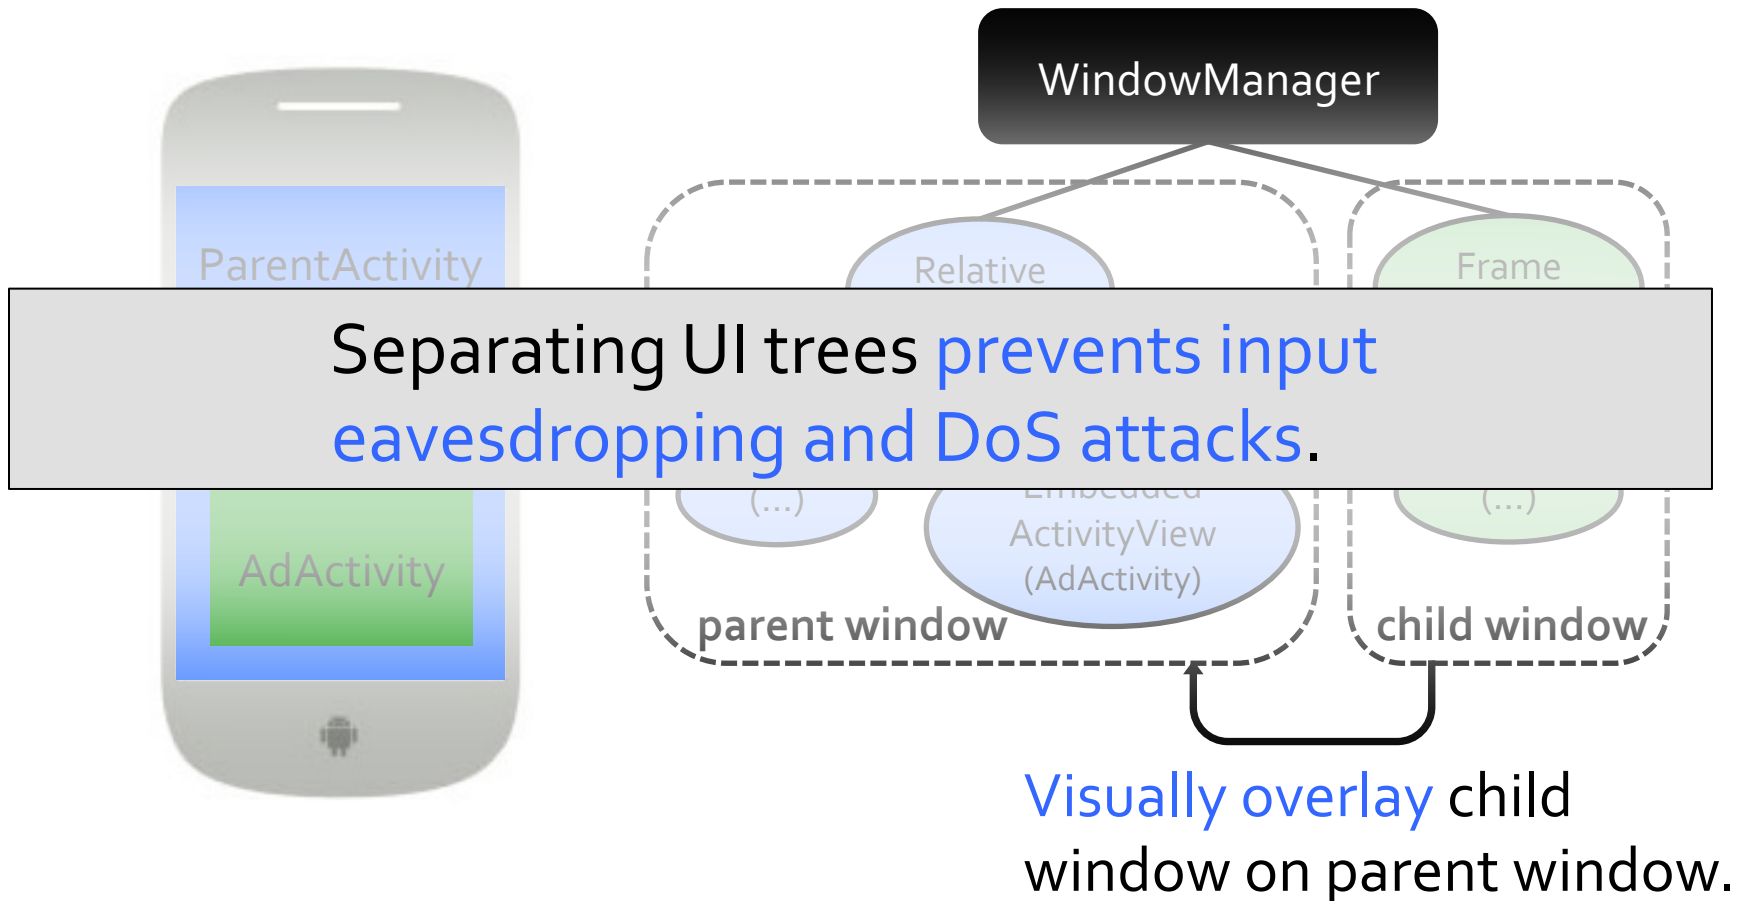 WindowManager
ParentActivity
Relative
Frame
Separating UI trees prevents input
eavesdropping and DoS attacks.
(...)
Embedded
ActivityView
(AdActivity)
(...)
AdActivity
parent window
child window
Visually overlay child
window on parent window.